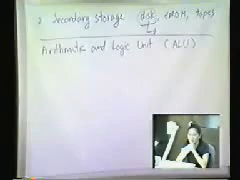 2 Secondary storage disk, CDROM, tapes
Arithmetic and Logic Unit (ALU)